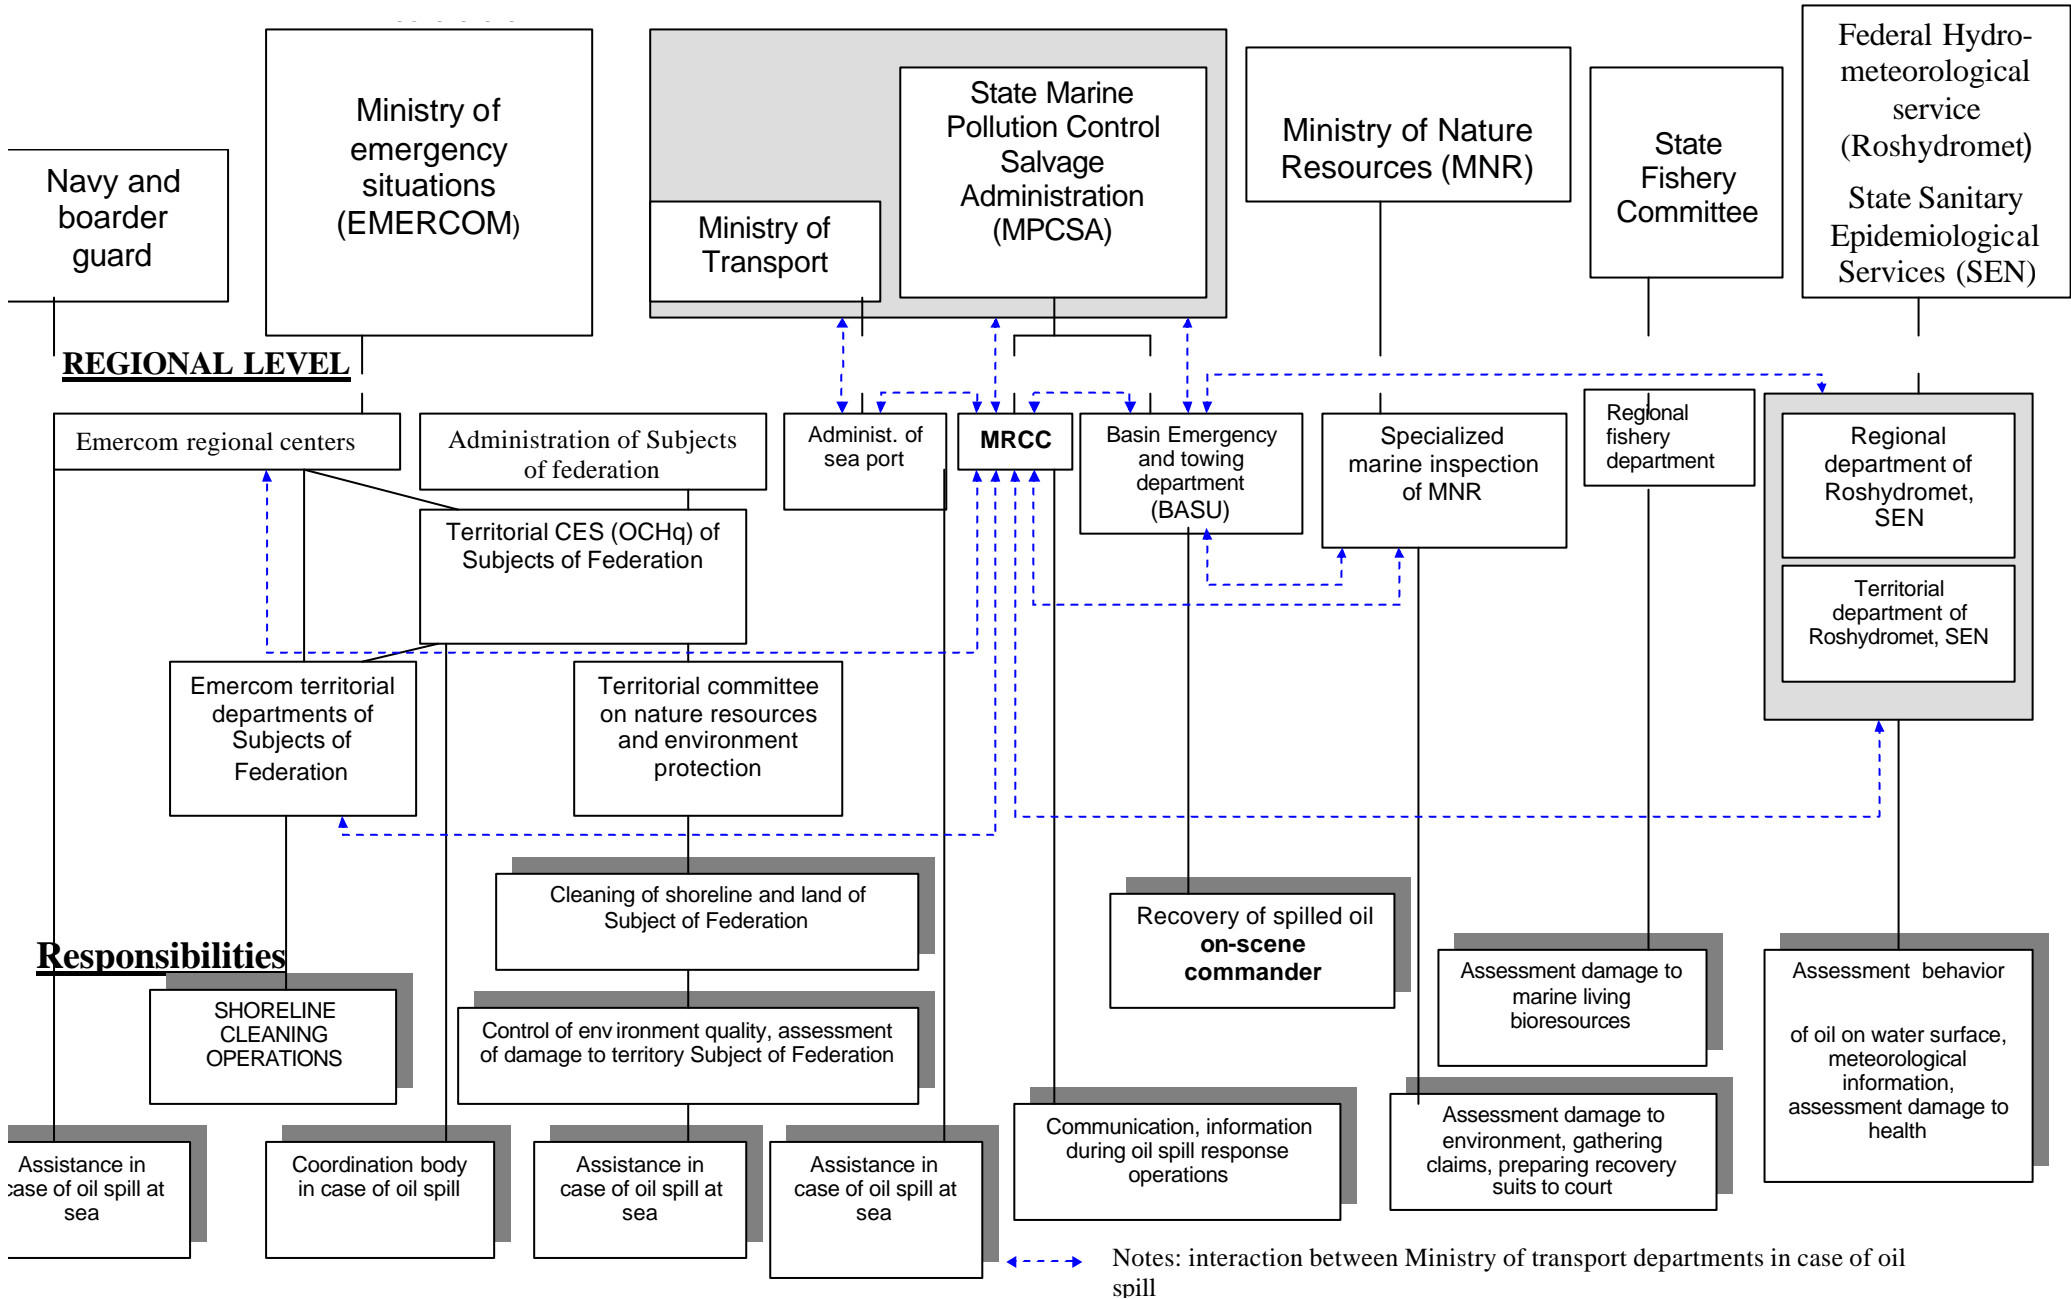 Navy and
boarder
guard
Ministry of
emergency
situations
(EMERCOM)
Ministry of
Transport
State Marine
Pollution Control
Salvage
Administration
(MPCSA)
Ministry of Nature
Resources (MNR)
State
Fishery
Committee
Federal Hydro-
meteorological
service
(Roshydromet)
State Sanitary
Epidemiological
Services (SEN)
REGIONAL LEVEL
Emercom regional centers
Administration of Subjects
of federation
Administ. of
sea port
MRCC
Basin Emergency
and towing
department
(BASU)
Specialized
marine inspection
of MNR
Regional
fishery
department
Regional
department of
Roshydromet,
SEN
Territorial
department of
Roshydromet, SEN
Territorial CES (OCHq) of
Subjects of Federation
Emercom territorial
departments of
Subjects of
Federation
Territorial committee
on nature resources
and environment
protection
Cleaning of shoreline and land of
Subject of Federation
Recovery of spilled oil
on-scene
commander
Responsibilities
SHORELINE
CLEANING
OPERATIONS
Control of environment quality, assessment
of damage to territory Subject of Federation
Assessment damage to
marine living
bioresources
Assessment behavior
of oil on water surface,
meteorological
information,
assessment damage to
health
Assistance in
case of oil spill at
sea
Coordination body
in case of oil spill
Assistance in
case of oil spill at
sea
Assistance in
case of oil spill at
sea
Communication, information
during oil spill response
operations
Assessment damage to
environment, gathering
claims, preparing recovery
suits to court
Notes: interaction between Ministry of transport departments in case of oil
spill